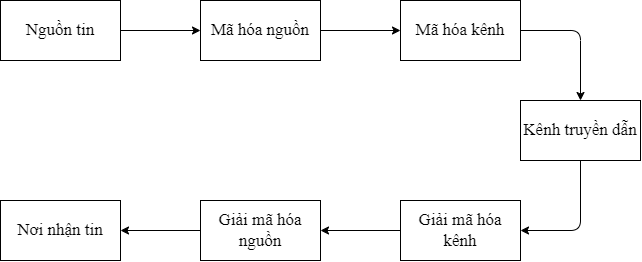 Nguồn tin
Mã hóa nguồn
Mã hóa kênh
Kênh truyền dẫn
Nơi nhận tin
Giải mã hóa
nguồn
Giải mã hóa
kênh